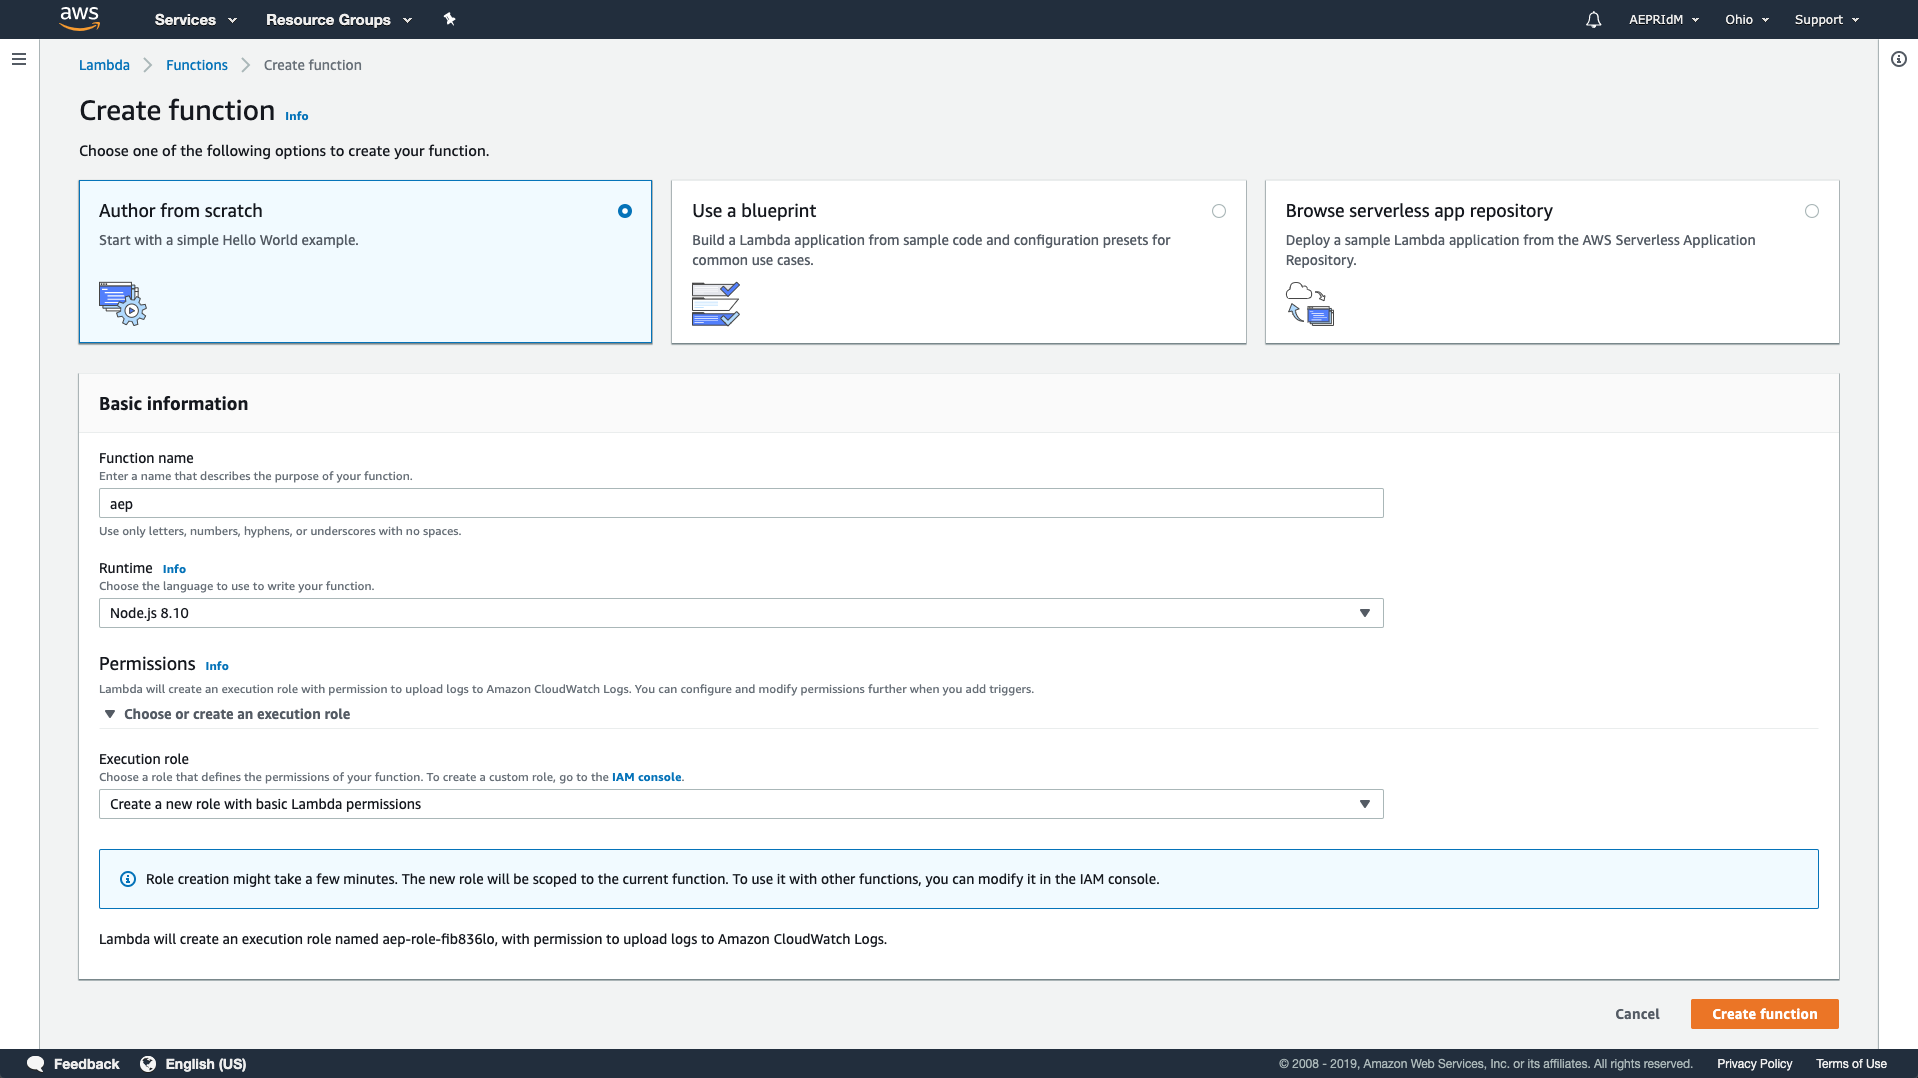 aws Services Resource Groups AEPRIdM Ohio Support
Lambda Functions Create function
Create function Info
Choose one of the following options to create your function.
Author from scratch
Start with a simple Hello World example.
Use a blueprint
Build a Lambda application from sample code and configuration presets for
common use cases.
Browse serverless app repository
Deploy a sample Lambda application from the AWS Serverless Application
Repository.
Basic information
Function name
Enter a name that describes the purpose of your function.
aep
Use only letters, numbers, hyphens, or underscores with no spaces.
Runtime Info
Choose the language to use to write your function.
Node.js 8.10
Permissions Info
Lambda will create an execution role with permission to upload logs to Amazon CloudWatch Logs. You can configure and modify permissions further when you add triggers.
Choose or create an execution role
Execution role
Choose a role that defines the permissions of your function. To create a custom role, go to the IAM console.
Create a new role with basic Lambda permissions
Role creation might take a few minutes. The new role will be scoped to the current function. To use it with other functions, you can modify it in the IAM console.
Lambda will create an execution role named aep-role-fib836lo, with permission to upload logs to Amazon CloudWatch Logs.
Cancel Create function
Feedback English (US) © 2008 - 2019, Amazon Web Services, Inc. or its affiliates. All rights reserved. Privacy Policy Terms of Use